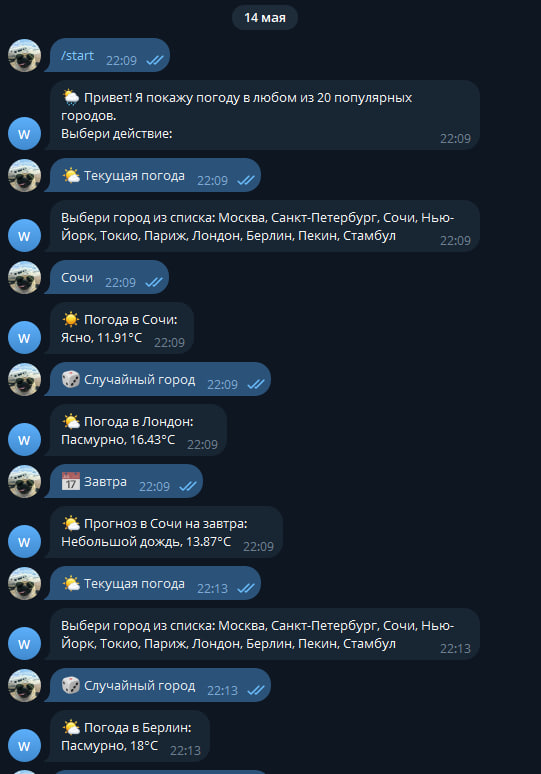 14 мая
/start 22:09
Привет! Я покажу погоду в любом из 20 популярных
городов.
Выбери действие:
22:09
W
Текущая погода 22:09
Выбери город из списка: Москва, Санкт-Петербург, Сочи, Нью-
Йорк, Токио, Париж, Лондон, Берлин, Пекин, Стамбул
22:09
W
Сочи 22:09
Погода в Сочи:
Ясно, 11.91°C 22:09
W
Случайный город 22:09
Погода в Лондон:
Пасмурно, 16.43°C 22:09
W
17 Завтра 22:09
Прогноз в Сочи на завтра:
Небольшой дождь, 13.87°C 22:09
W
Текущая погода 22:13
Выбери город из списка: Москва, Санкт-Петербург, Сочи, Нью-
Йорк, Токио, Париж, Лондон, Берлин, Пекин, Стамбул
22:13
W
Случайный город 22:13
Погода в Берлин:
Пасмурно, 18°C 22:13
W